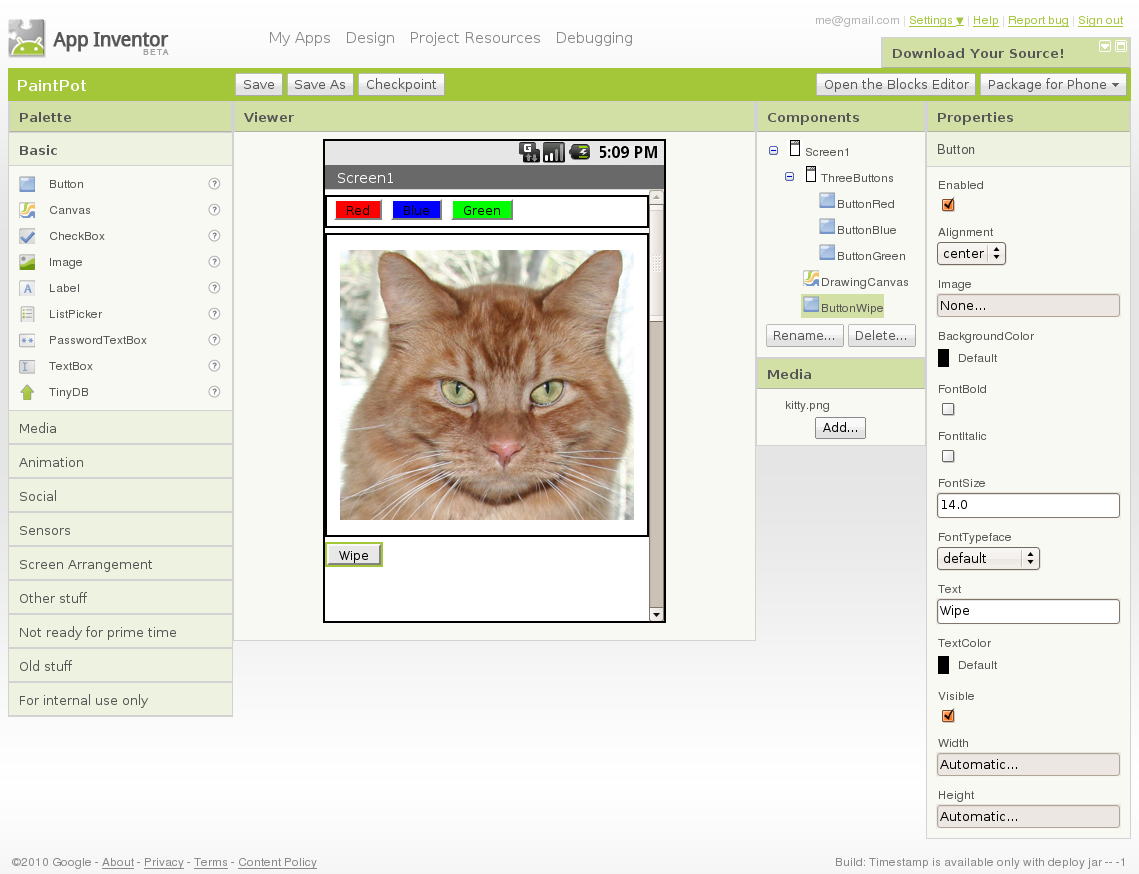 me@gmail.com | Settings ▼ | Help | Report bug | Sign out
App Inventor
BETA
My Apps Design Project Resources Debugging
Download Your Source!
PaintPot
Save Save As Checkpoint
Open the Blocks Editor Package for Phone
Palette
Basic
Button ?
Canvas ?
CheckBox ?
Image ?
Label ?
ListPicker ?
PasswordTextBox ?
TextBox ?
TinyDB ?
Media
Animation
Social
Sensors
Screen Arrangement
Other stuff
Not ready for prime time
Old stuff
For internal use only
Viewer
5:09 PM
Screen1
Red Blue Green
Wipe
Components
Screen1
ThreeButtons
ButtonRed
ButtonBlue
ButtonGreen
DrawingCanvas
ButtonWipe
Rename... Delete...
Media
kitty.png
Add...
Properties
Button
Enabled
Alignment
center
Image
None...
BackgroundColor
Default
FontBold
FontItalic
FontSize
14.0
FontTypeface
default
Text
Wipe
TextColor
Default
Visible
Width
Automatic...
Height
Automatic...
©2010 Google - About - Privacy - Terms - Content Policy
Build: Timestamp is available only with deploy jar -- -1